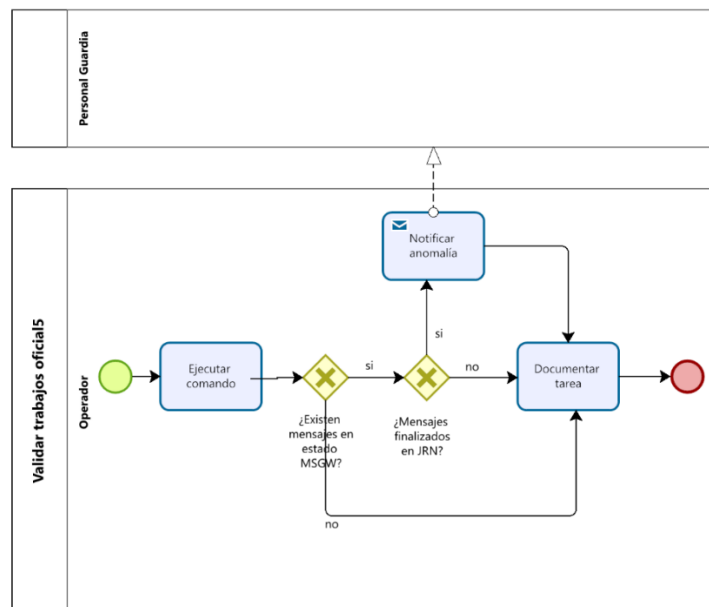 Personal Guardia
Validar trabajos oficial5
Operador
Notificar
anomalía
si
Ejecutar
comando
si
no
Documentar
tarea
¿Existen
mensajes en
estado
MSGW?
¿Mensajes
finalizados
en JRN?
no